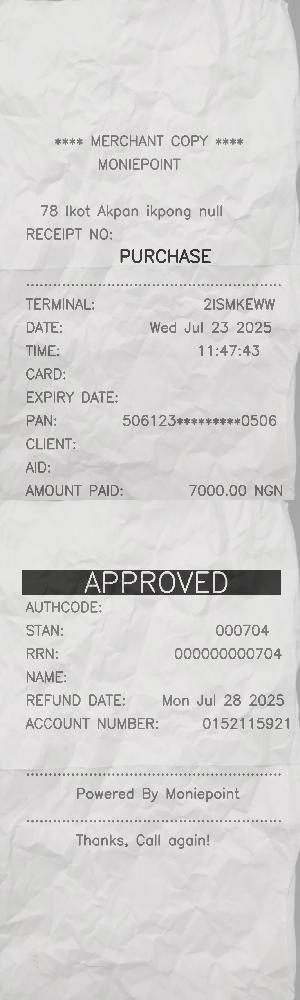 **** MERCHANT COPY ****
MONIEPOINT
78 Ikot Akpan ikpong null
RECEIPT NO:
PURCHASE
TERMINAL: 2ISMKEWW
DATE: Wed Jul 23 2025
TIME: 11:47:43
CARD:
EXPIRY DATE:
PAN: 506123*********0506
CLIENT:
AID:
AMOUNT PAID: 7000.00 NGN
APPROVED
AUTHCODE:
STAN: 000704
RRN: 000000000704
NAME:
REFUND DATE: Mon Jul 28 2025
ACCOUNT NUMBER: 0152115921
Powered By Moniepoint
Thanks, Call again!